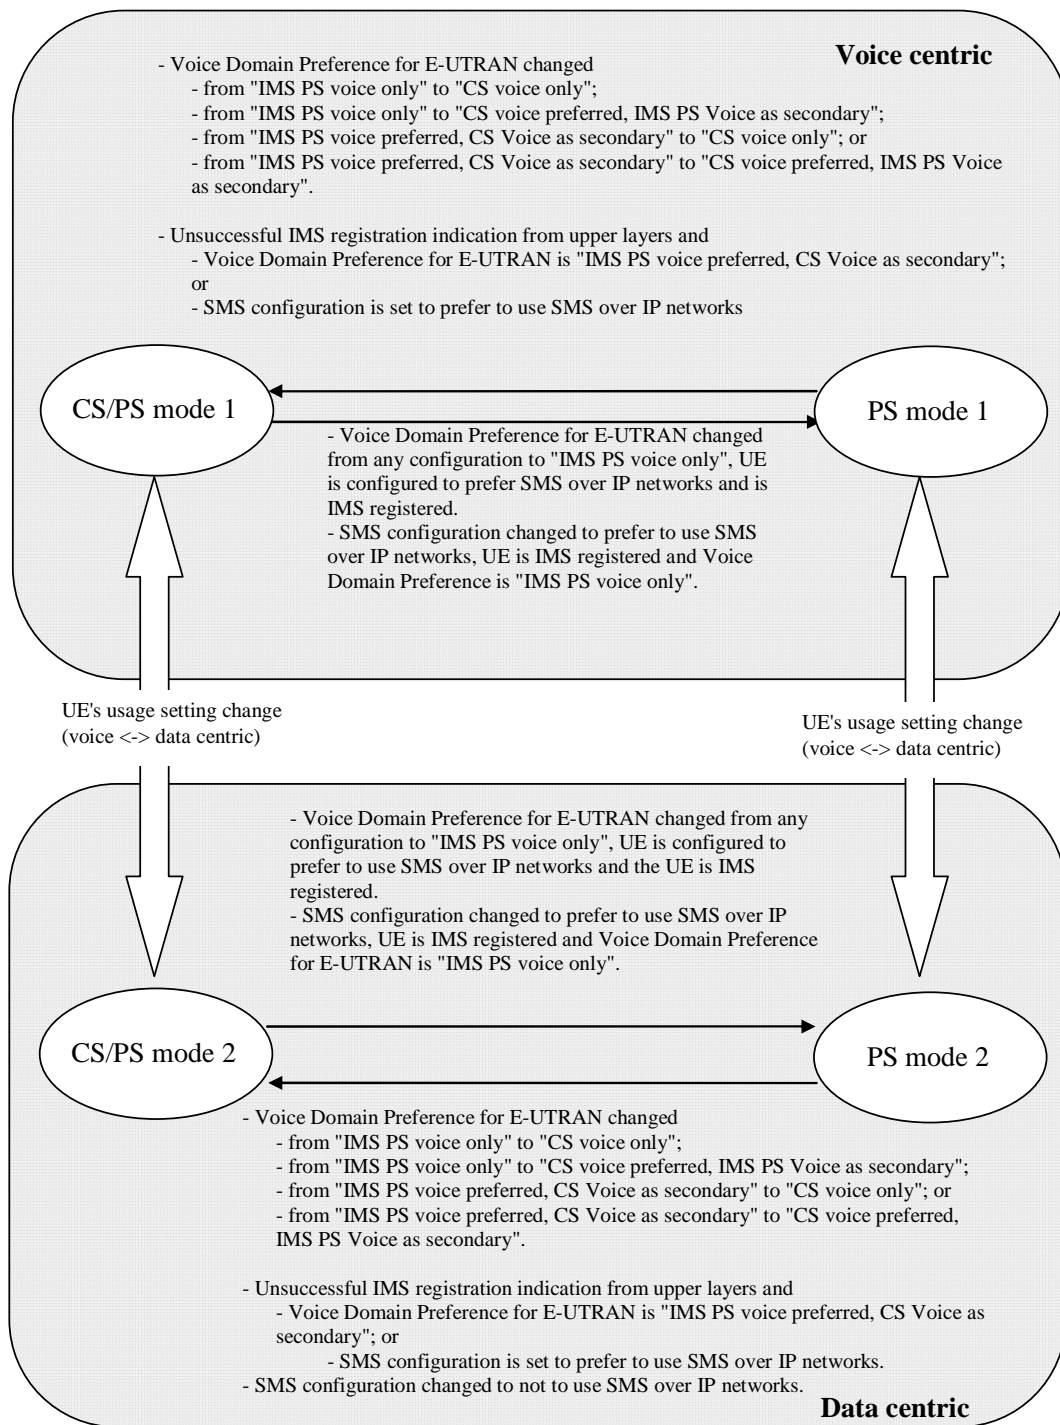 Voice centric
- Voice Domain Preference for E-UTRAN changed
- from "IMS PS voice only" to "CS voice only";
- from "IMS PS voice only" to "CS voice preferred, IMS PS Voice as secondary";
- from "IMS PS voice preferred, CS Voice as secondary" to "CS voice only"; or
- from "IMS PS voice preferred, CS Voice as secondary" to "CS voice preferred, IMS PS Voice
as secondary".
- Unsuccessful IMS registration indication from upper layers and
- Voice Domain Preference for E-UTRAN is "IMS PS voice preferred, CS Voice as secondary";
or
- SMS configuration is set to prefer to use SMS over IP networks
CS/PS mode 1
PS mode 1
- Voice Domain Preference for E-UTRAN changed
from any configuration to "IMS PS voice only", UE
is configured to prefer SMS over IP networks and is
IMS registered.
- SMS configuration changed to prefer to use SMS
over IP networks, UE is IMS registered and Voice
Domain Preference is "IMS PS voice only".
UE's usage setting change
(voice <-> data centric)
UE's usage setting change
(voice <-> data centric)
- Voice Domain Preference for E-UTRAN changed from any
configuration to "IMS PS voice only", UE is configured to
prefer to use SMS over IP networks and the UE is IMS
registered.
- SMS configuration changed to prefer to use SMS over IP
networks, UE is IMS registered and Voice Domain Preference
for E-UTRAN is "IMS PS voice only".
CS/PS mode 2
PS mode 2
- Voice Domain Preference for E-UTRAN changed
- from "IMS PS voice only" to "CS voice only";
- from "IMS PS voice only" to "CS voice preferred, IMS PS Voice as secondary";
- from "IMS PS voice preferred, CS Voice as secondary" to "CS voice only"; or
- from "IMS PS voice preferred, CS Voice as secondary" to "CS voice preferred,
IMS PS Voice as secondary".
- Unsuccessful IMS registration indication from upper layers and
- Voice Domain Preference for E-UTRAN is "IMS PS voice preferred, CS Voice as
secondary"; or
- SMS configuration is set to prefer to use SMS over IP networks.
- SMS configuration changed to not to use SMS over IP networks.
Data centric